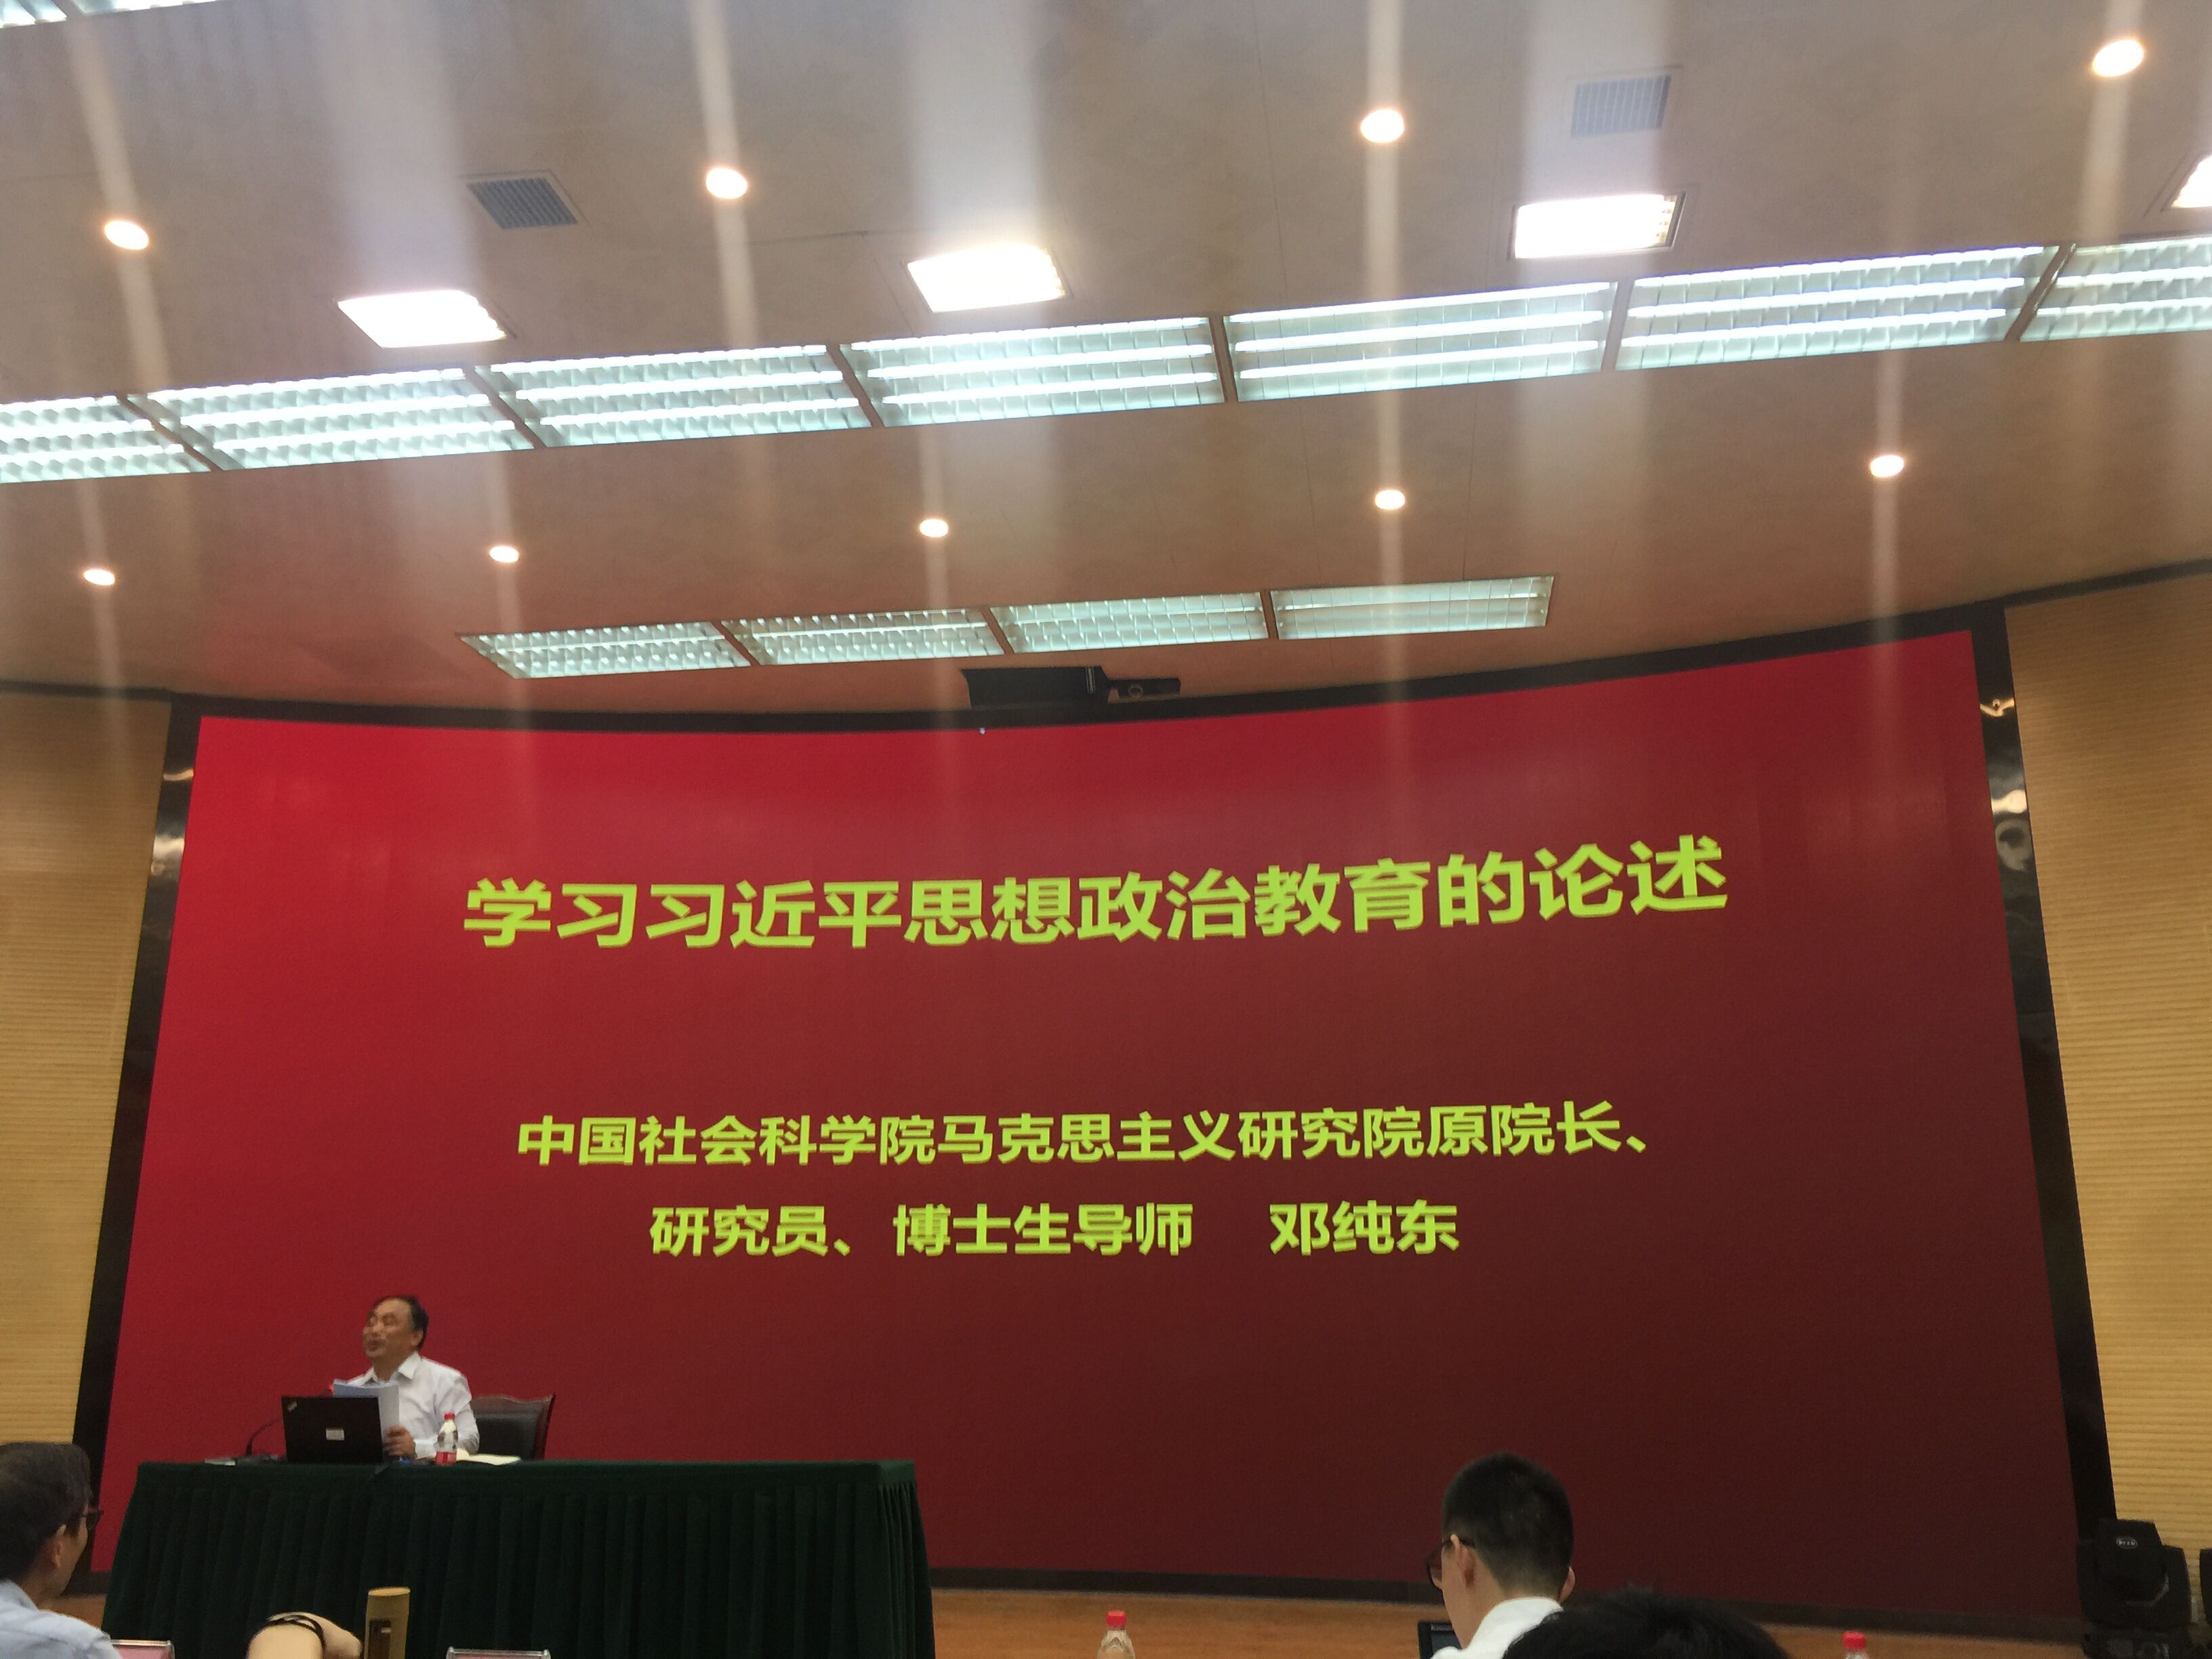 学习习近平思想政治教育的论述
中国社会科学院马克思主义研究院原院长、
研究员、博士生导师 邓纯东